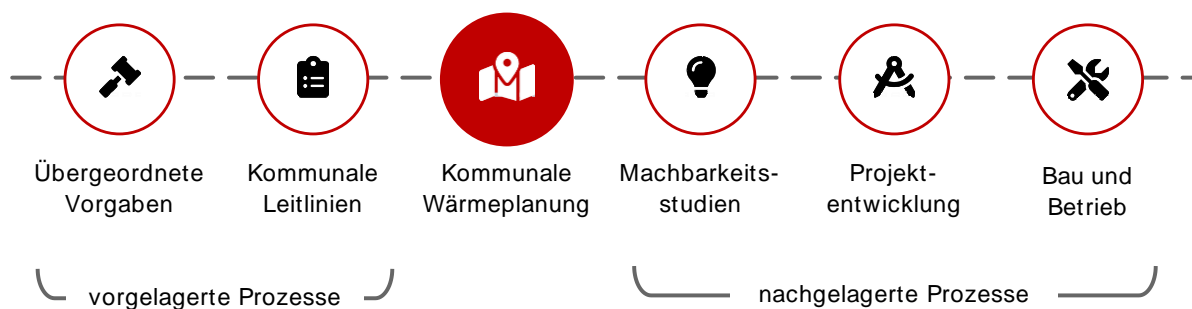 Übergeordnete
Vorgaben
Kommunale
Leitlinien
Kommunale
Wärmeplanung
Machbarkeits-
studien
Projekt-
entwicklung
Bau und
Betrieb
vorgelagerte Prozesse
nachgelagerte Prozesse